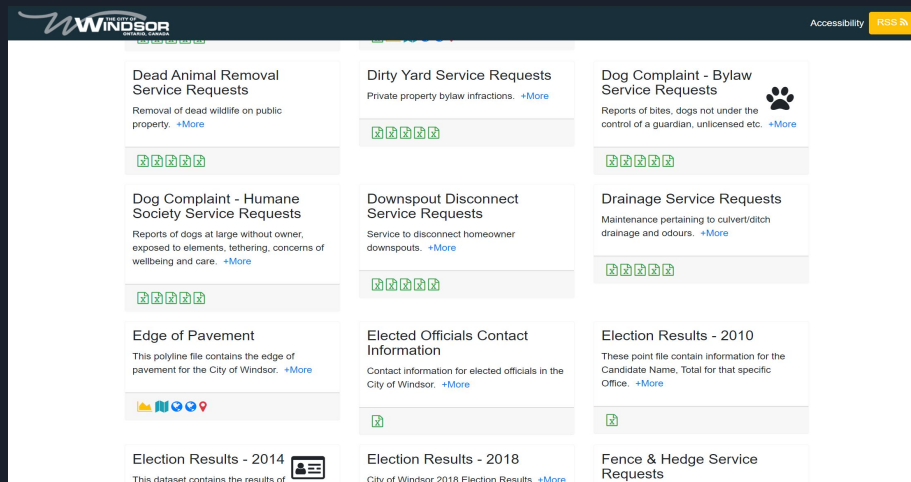 THE CITY OF
WINDSOR
ONTARIO, CANADA
Accessibility
RSS
Dead Animal Removal
Service Requests
Removal of dead wildlife on public
property. +More
Dirty Yard Service Requests
Private property bylaw infractions. +More
Dog Complaint - Bylaw
Service Requests
Reports of bites, dogs not under the
control of a guardian, unlicensed etc. +More
Dog Complaint - Humane
Society Service Requests
Reports of dogs at large without owner,
exposed to elements, tethering, concerns of
wellbeing and care. +More
Downspout Disconnect
Service Requests
Service to disconnect homeowner
downspouts. +More
Drainage Service Requests
Maintenance pertaining to culvert/ditch
drainage and odours. +More
Edge of Pavement
This polyline file contains the edge of
pavement for the City of Windsor. +More
Elected Officials Contact
Information
Contact information for elected officials in the
City of Windsor. +More
Election Results - 2010
These point file contain information for the
Candidate Name, Total for that specific
Office. +More
Election Results - 2014
This dataset contains the results of
Election Results - 2018
City of Windsor 2018 Election Results. +More
Fence & Hedge Service
Requests